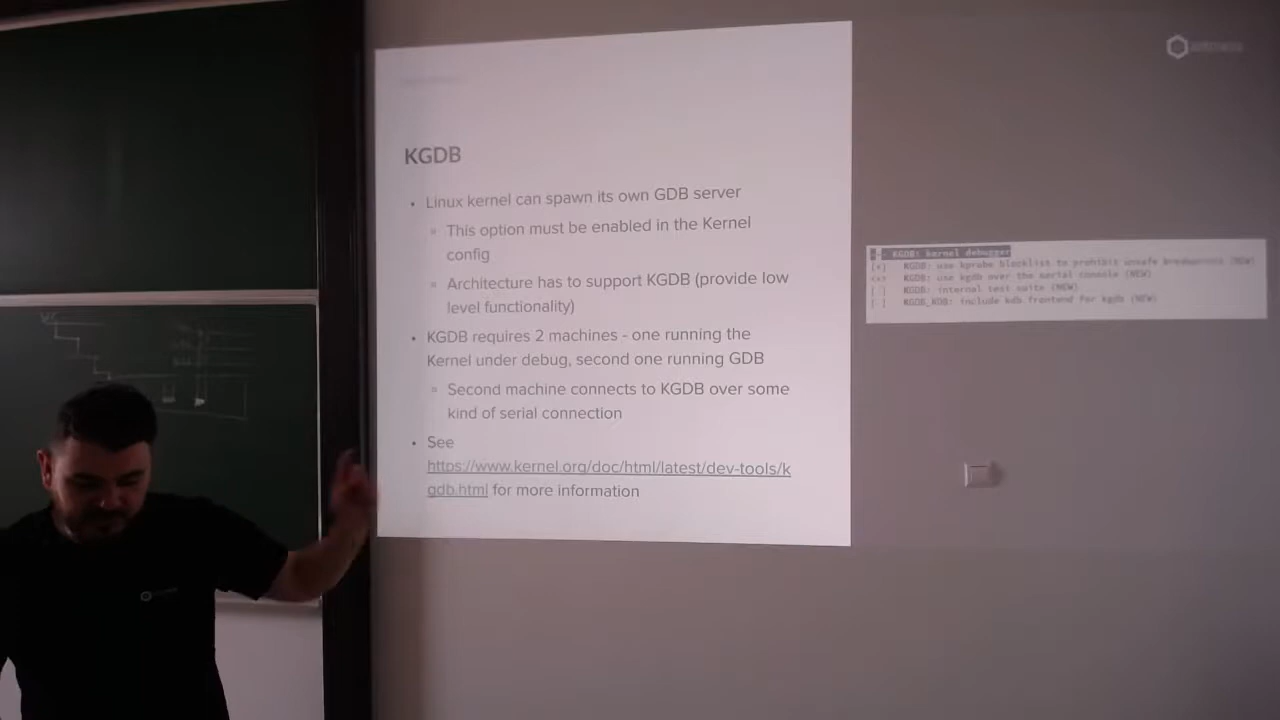 KGDB
• Linux kernel can spawn its own GDB server
▫ This option must be enabled in the Kernel
config
▫ Architecture has to support KGDB (provide low
level functionality)
• KGDB requires 2 machines - one running the
Kernel under debug, second one running GDB
▫ Second machine connects to KGDB over some
kind of serial connection
• See
https://www.kernel.org/doc/html/latest/dev-tools/k
gdb.html for more information
--- KGDB: kernel debugger
[*] KGDB: use kprobe blocklist to prohibit unsafe breakpoints (NEW)
<*> KGDB: use kgdb over the serial console (NEW)
[ ] KGDB: internal test suite (NEW)
[ ] KGDB_KDB: include kdb frontend for kgdb (NEW)